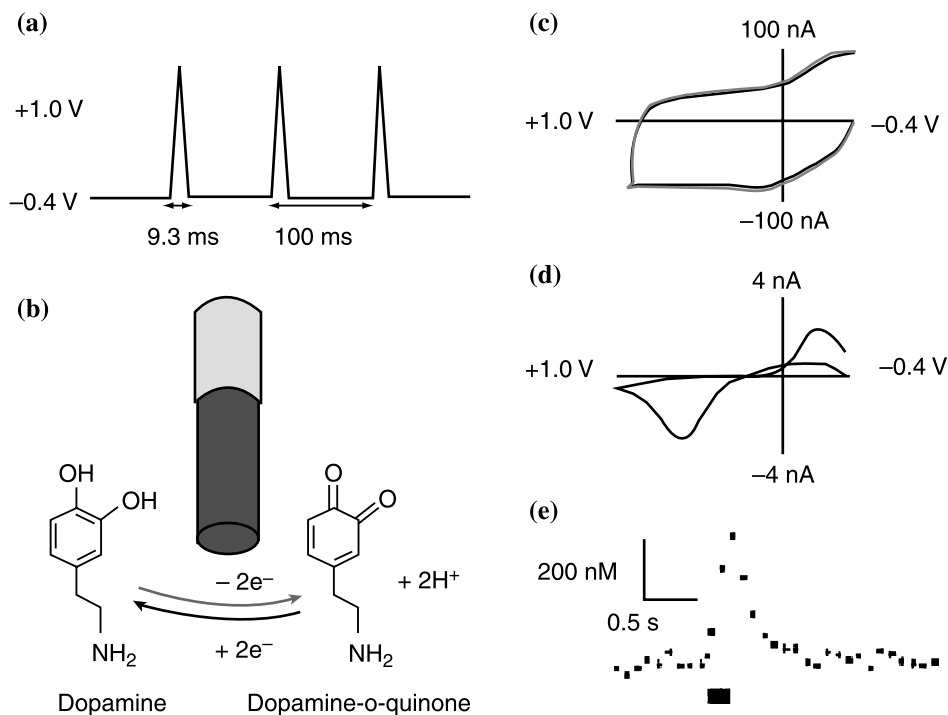 (a)
+1.0 V
−0.4 V
9.3 ms
100 ms
(b)
OH
OH
NH2
Dopamine
− 2e−
+ 2e−
O
O
+ 2H+
NH2
Dopamine-o-quinone
(c)
100 nA
+1.0 V
−0.4 V
−100 nA
(d)
4 nA
+1.0 V
−0.4 V
−4 nA
(e)
200 nM
0.5 s